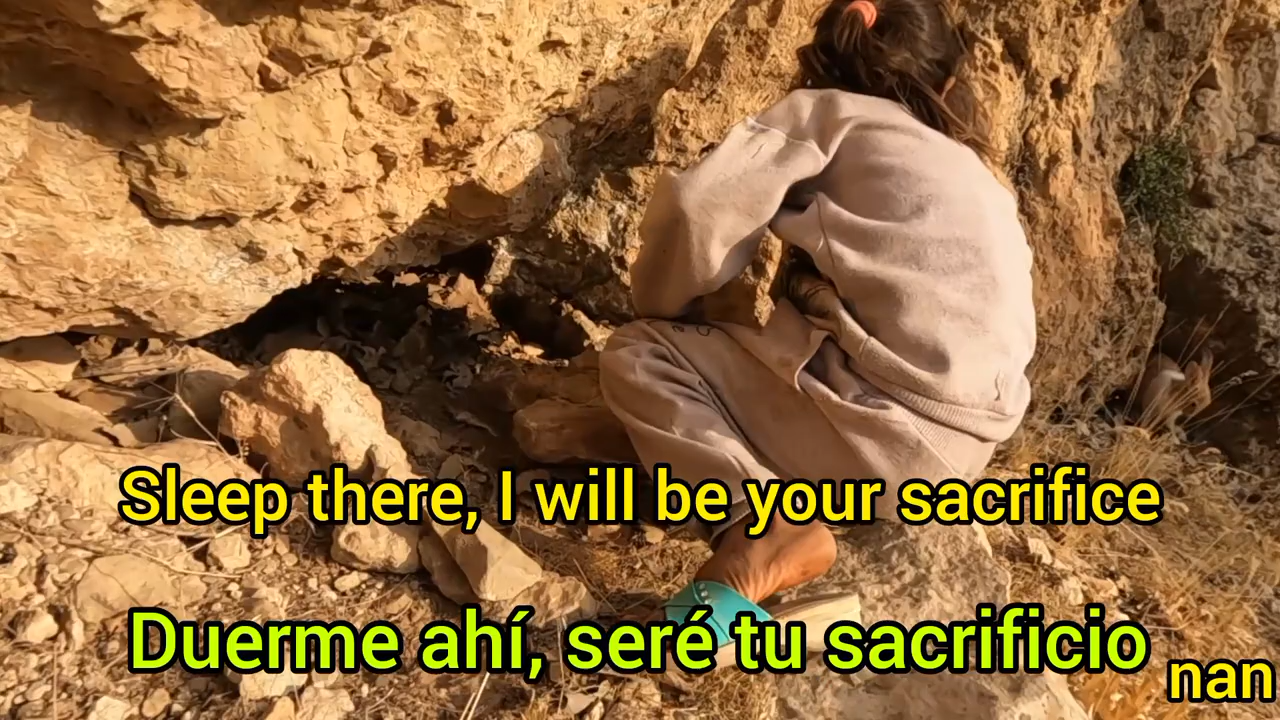 Sleep there, I will be your sacrifice
Duerme ahí, seré tu sacrificio
nan